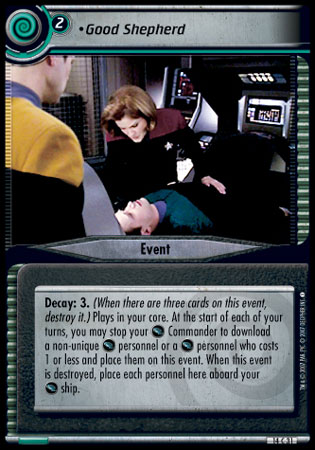 2
•Good Shepherd
Event
Decay: 3. (When there are three cards on this event,
destroy it.) Plays in your core. At the start of each of your
turns, you may stop your Commander to download
a non-unique personnel or a personnel who costs
1 or less and place them on this event. When this event
is destroyed, place each personnel here aboard your
ship.
14 C 31